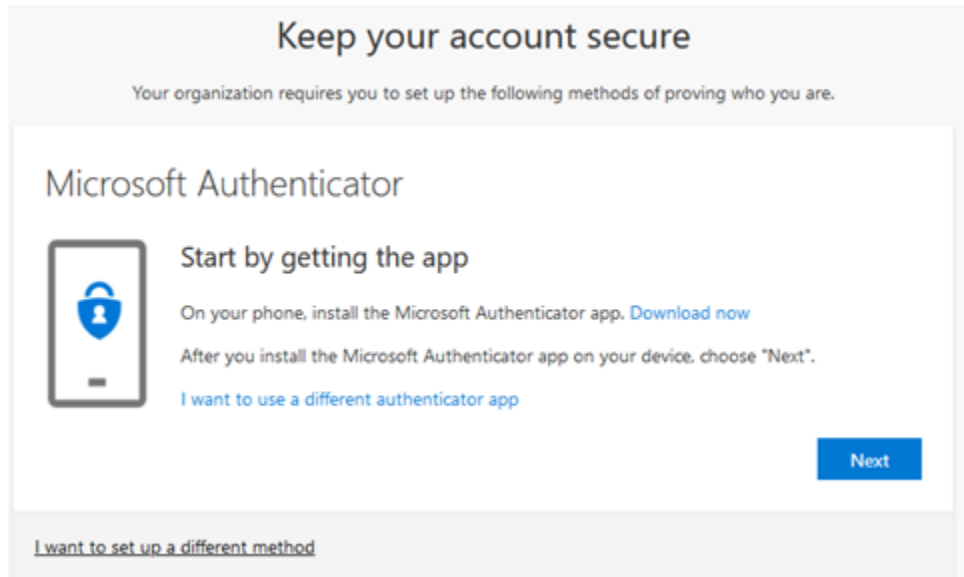 Keep your account secure
Your organization requires you to set up the following methods of proving who you are.
Microsoft Authenticator
Start by getting the app
On your phone, install the Microsoft Authenticator app. Download now
After you install the Microsoft Authenticator app on your device, choose "Next".
I want to use a different authenticator app
Next
I want to set up a different method